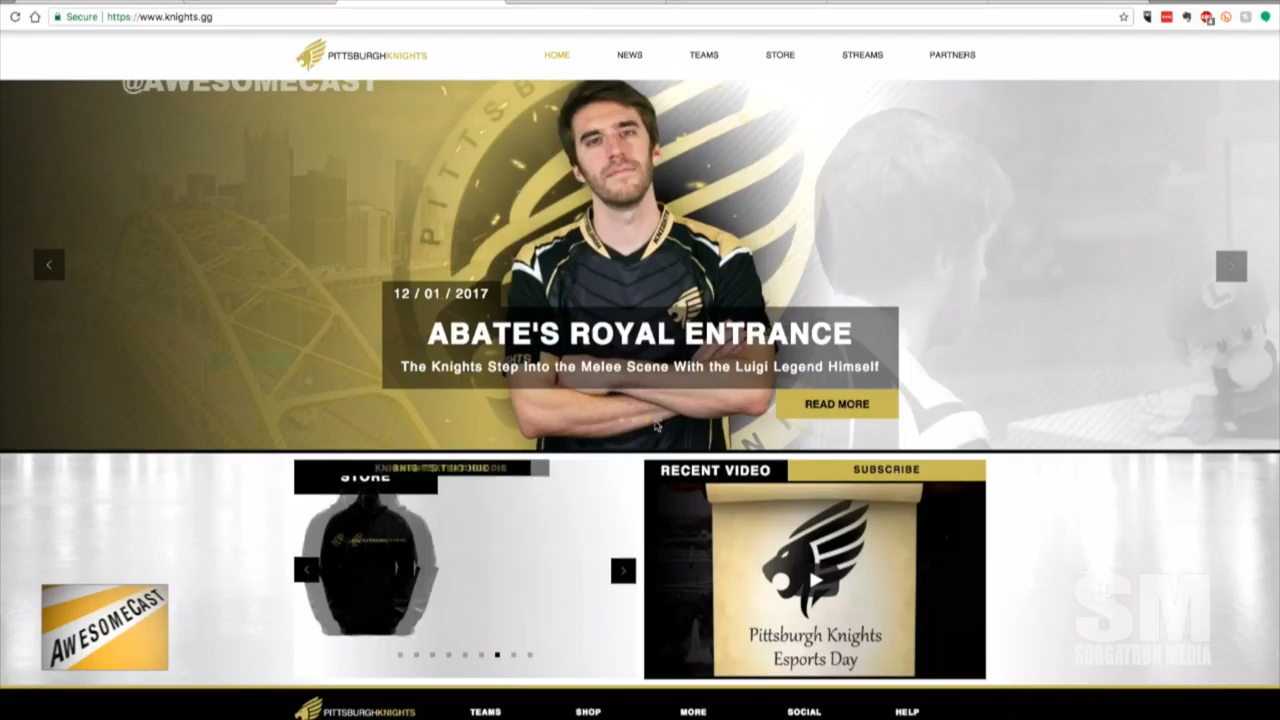 Secure | https://www.knights.gg
PITTSBURGHKNIGHTS
HOME
NEWS
TEAMS
STORE
STREAMS
PARTNERS
@AWESOMECAST
PITTSB
12 / 01 / 2017
ABATE'S ROYAL ENTRANCE
The Knights Step Into the Melee Scene With the Luigi Legend Himself
READ MORE
STORE
RECENT VIDEO
SUBSCRIBE
Pittsburgh Knights
Esports Day
AWESOMECAST
SM
SORGATRON MEDIA
PITTSBURGHKNIGHTS
TEAMS
SHOP
MORE
SOCIAL
HELP